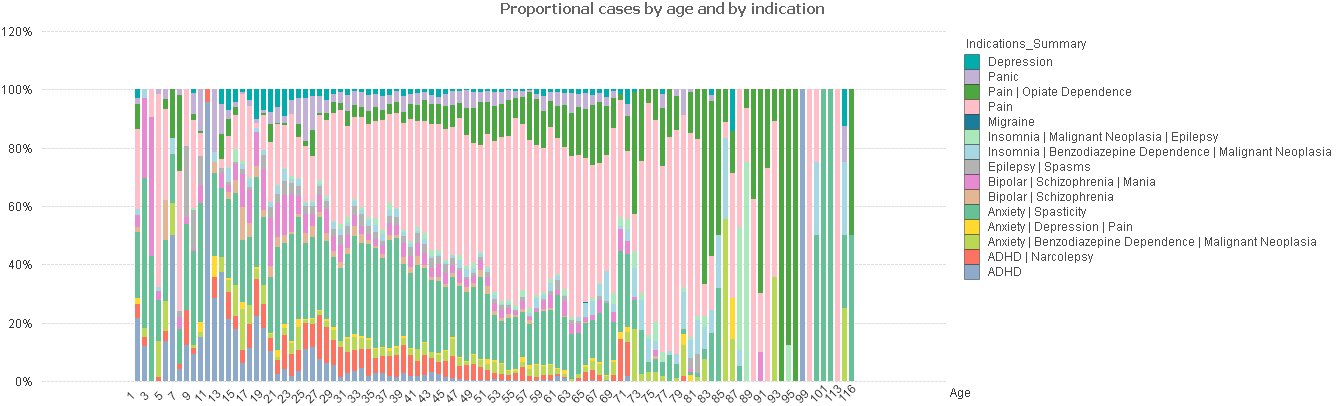 Proportional cases by age and by indication
120%
100%
80%
60%
40%
20%
0%
1 3 5 7 9 11 13 15 17 19 21 23 25 27 29 31 33 35 37 39 41 43 45 47 49 51 53 55 57 59 61 63 65 67 69 71 73 75 77 79 81 83 85 87 89 91 93 95 97 99 101 113 116
Age
Indications_Summary
Depression
Panic
Pain | Opiate Dependence
Pain
Migraine
Insomnia | Malignant Neoplasia | Epilepsy
Insomnia | Benzodiazepine Dependence | Malignant Neoplasia
Epilepsy | Spasms
Bipolar | Schizophrenia | Mania
Bipolar | Schizophrenia
Anxiety | Spasticity
Anxiety | Depression | Pain
Anxiety | Benzodiazepine Dependence | Malignant Neoplasia
ADHD | Narcolepsy
ADHD